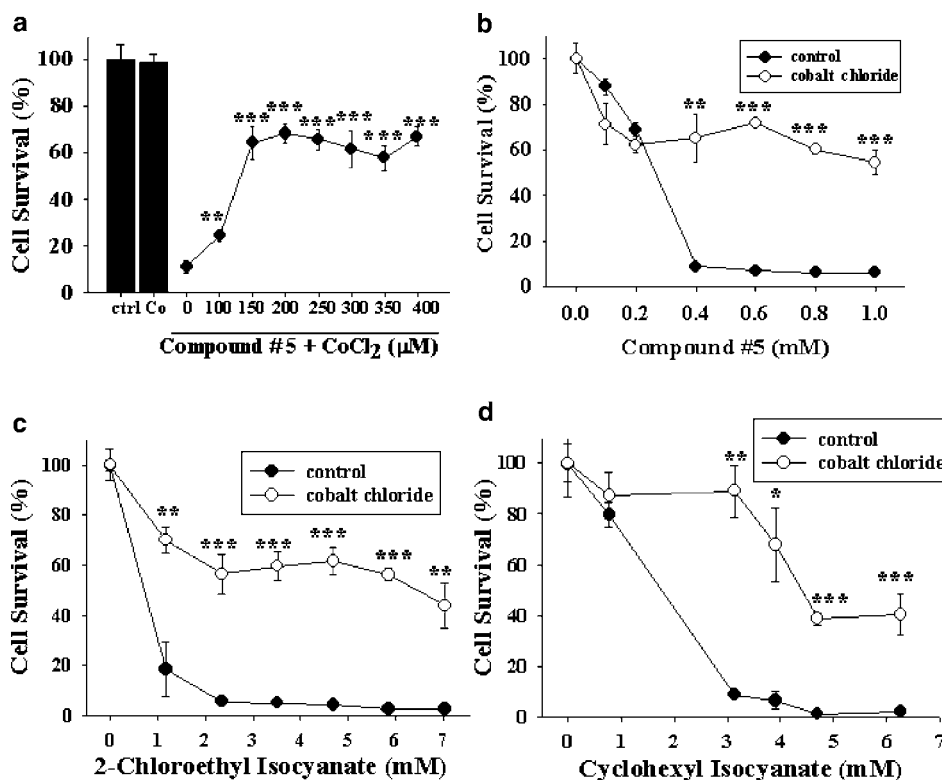 a
Cell Survival (%)
100
80
60
40
20
0
**
***
***
***
***
***
***
ctrl Co 0 100 150 200 250 300 350 400
Compound #5 + CoCl2 (μM)
b
Cell Survival (%)
100
80
60
40
20
0
control
cobalt chloride
**
***
***
***
0.0 0.2 0.4 0.6 0.8 1.0
Compound #5 (mM)
c
Cell Survival (%)
100
80
60
40
20
0
control
cobalt chloride
**
***
***
***
***
**
0 1 2 3 4 5 6 7
2-Chloroethyl Isocyanate (mM)
d
Cell Survival (%)
100
80
60
40
20
0
control
cobalt chloride
**
*
***
***
0 1 2 3 4 5 6 7
Cyclohexyl Isocyanate (mM)